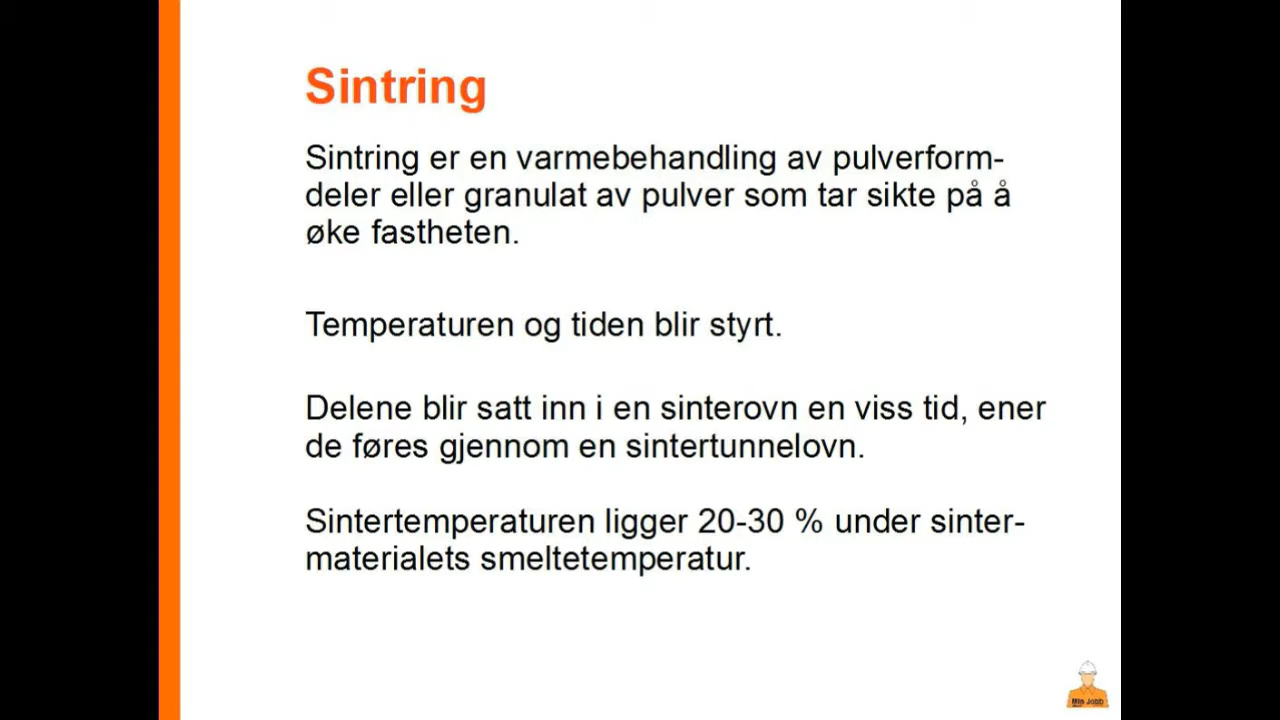 Sintring
Sintring er en varmebehandling av pulverform-
deler eller granulat av pulver som tar sikte på å
øke fastheten.
Temperaturen og tiden blir styrt.
Delene blir satt inn i en sinterovn en viss tid, ener
de føres gjennom en sintertunnelovn.
Sintertemperaturen ligger 20-30 % under sinter-
materialets smeltetemperatur.
Min Jobb